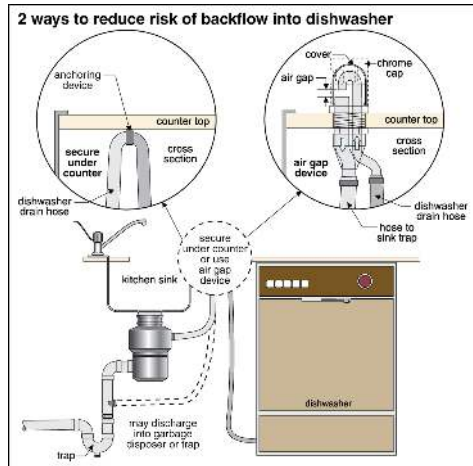 2 ways to reduce risk of backflow into dishwasher
anchoring
device
counter top
secure
under
counter
cross
section
dishwasher
drain hose
cover
chrome
cap
air gap
counter top
cross
section
air gap
device
dishwasher
drain hose
hose to
sink trap
secure
under counter
or use
air gap
device
kitchen sink
dishwasher
may discharge
into garbage
disposer or trap
trap